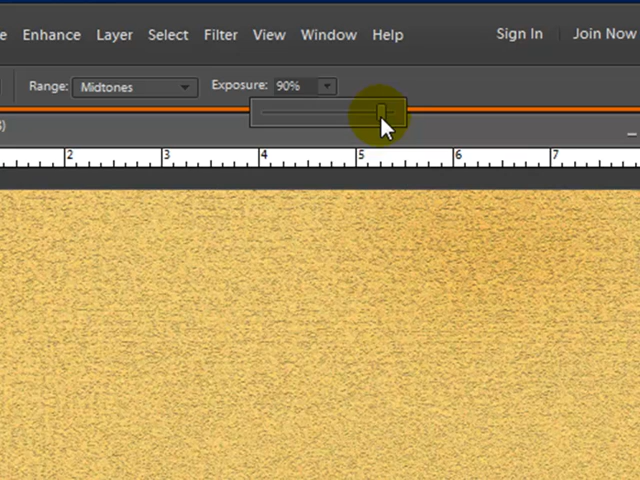 e Enhance Layer Select Filter View Window Help Sign In Join Now
Range: Midtones Exposure: 90%
3)
2 3 4 5 6 7